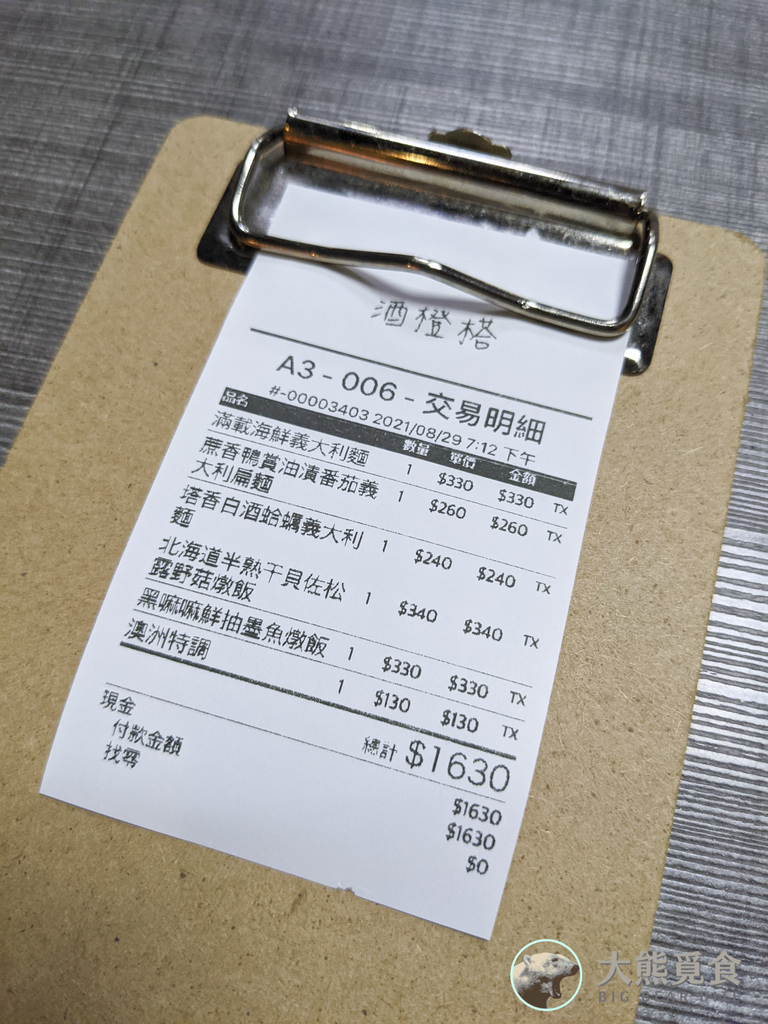 酒橙橙
A3 - 006 - 交易明細
#-00003403 2021/08/29 7:12 下午
品名 數量 單價 金額
滿載海鮮義大利麵 1 $330 $330 TX
蔗香鴨賞油漬番茄義 1 $260 $260 TX
大利扁麵
塔香白酒蛤蠣義大利 1 $240 $240 TX
麵
北海道半熟干貝佐松 1 $340 $340 TX
露野菇燉飯
黑嘛嘛鮮抽墨魚燉飯 1 $330 $330 TX
澳洲特調 1 $130 $130 TX
總計 $1630
現金 $1630
付款金額 $1630
找零 $0
大熊覓食